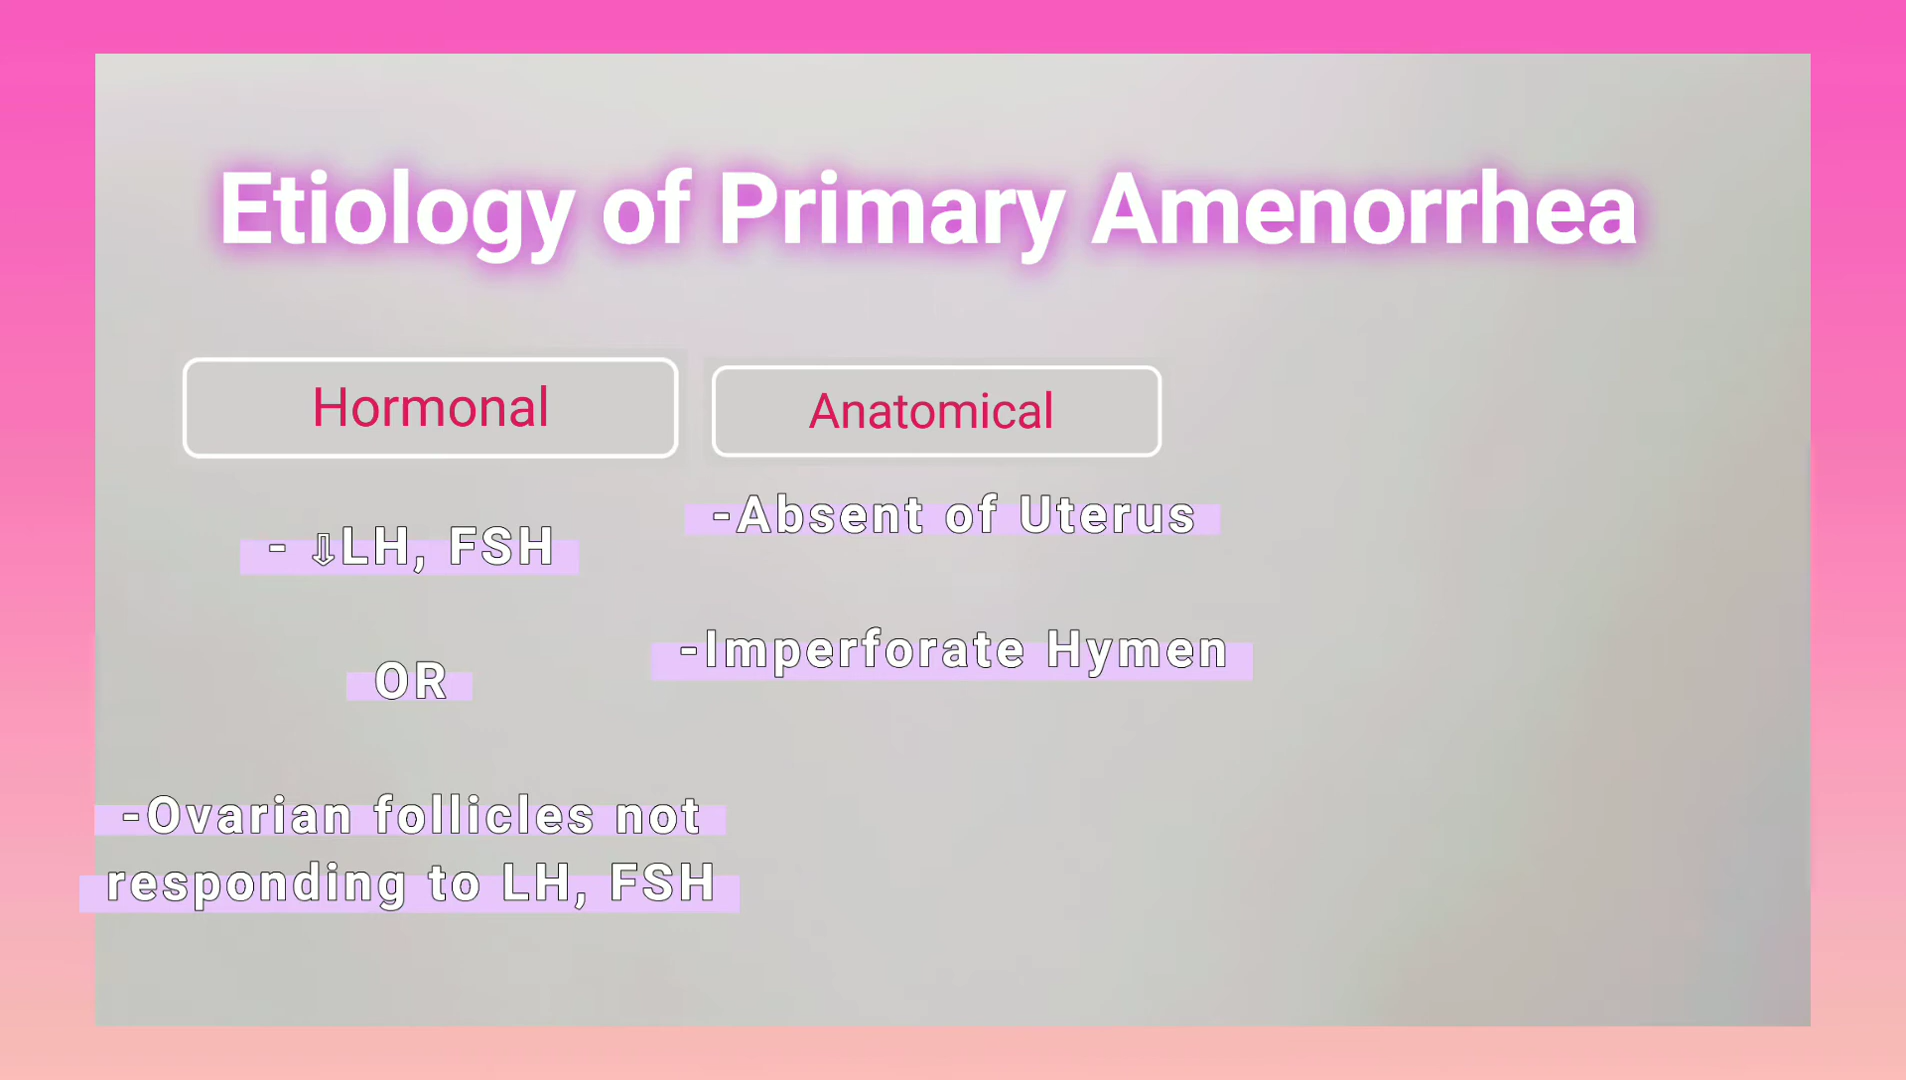 Etiology of Primary Amenorrhea
Hormonal
- ⇩LH, FSH
OR
-Ovarian follicles not
responding to LH, FSH
Anatomical
-Absent of Uterus
-Imperforate Hymen